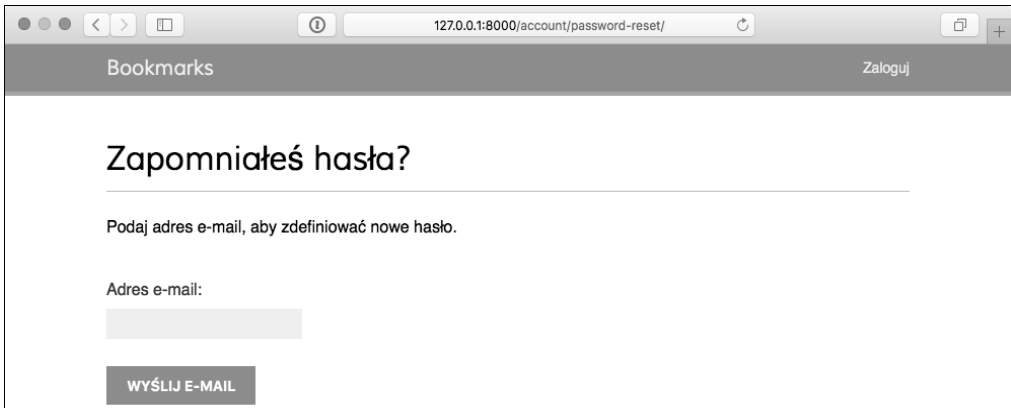 127.0.0.1:8000/account/password-reset/
Bookmarks
Zaloguj
Zapomniałeś hasła?
Podaj adres e-mail, aby zdefiniować nowe hasło.
Adres e-mail:
WYŚLIJ E-MAIL